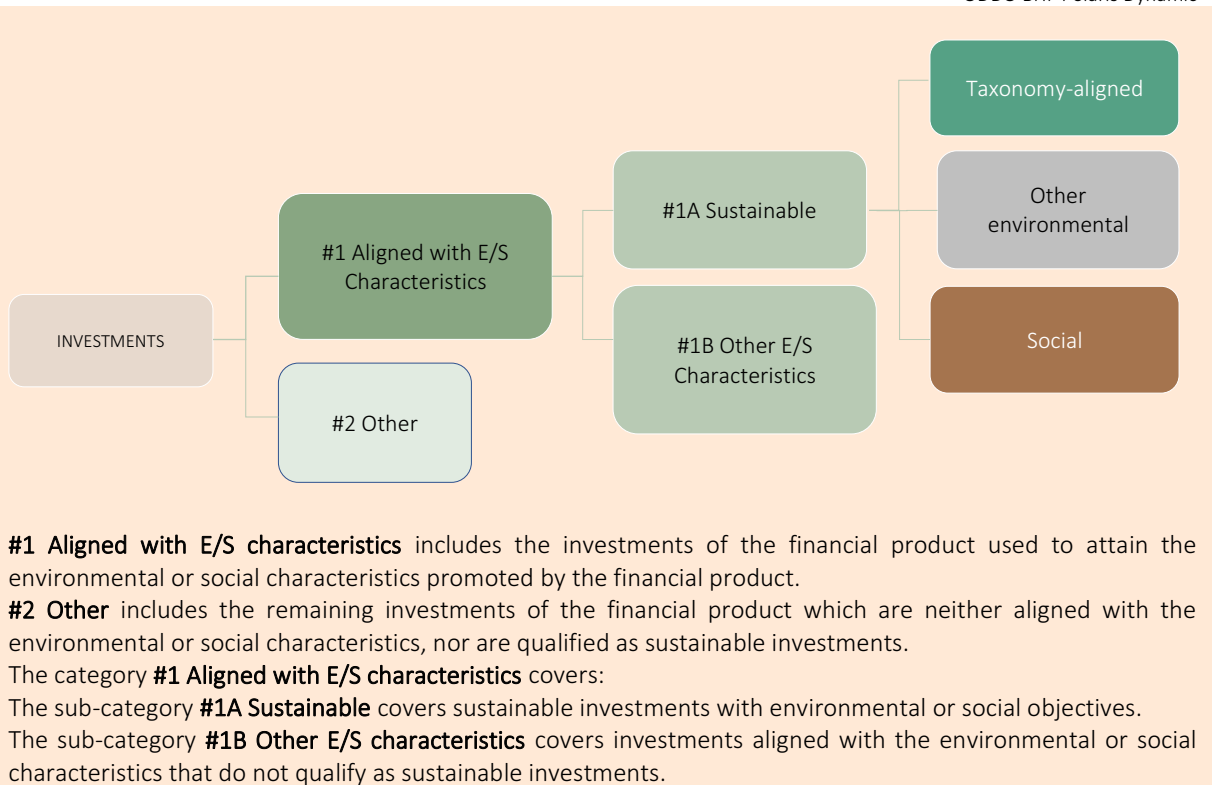 Taxonomy-aligned
Other
environmental
#1A Sustainable
#1 Aligned with E/S
Characteristics
Social
INVESTMENTS
#1B Other E/S
Characteristics
#2 Other
#1 Aligned with E/S characteristics includes the investments of the financial product used to attain the
environmental or social characteristics promoted by the financial product.
#2 Other includes the remaining investments of the financial product which are neither aligned with the
environmental or social characteristics, nor are qualified as sustainable investments.
The category #1 Aligned with E/S characteristics covers:
The sub-category #1A Sustainable covers sustainable investments with environmental or social objectives.
The sub-category #1B Other E/S characteristics covers investments aligned with the environmental or social
characteristics that do not qualify as sustainable investments.